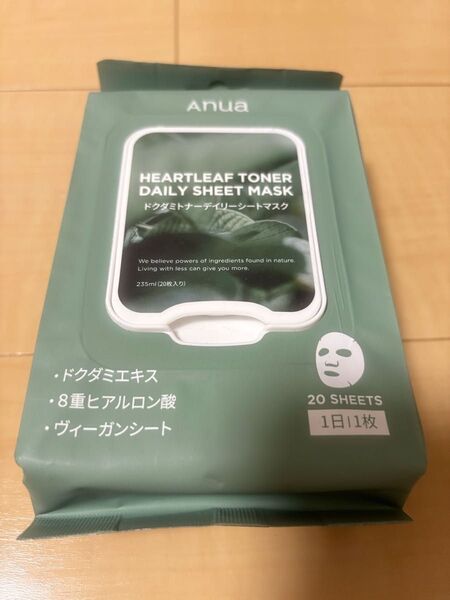 Anua
HEARTLEAF TONER
DAILY SHEET MASK
ドクダミトナーデイリーシートマスク
We believe powers of ingredients found in nature.
Living with less can give you more.
235ml (20枚入り)
・ドクダミエキス
・8重ヒアルロン酸
・ヴィーガンシート
20 SHEETS
1日|1枚